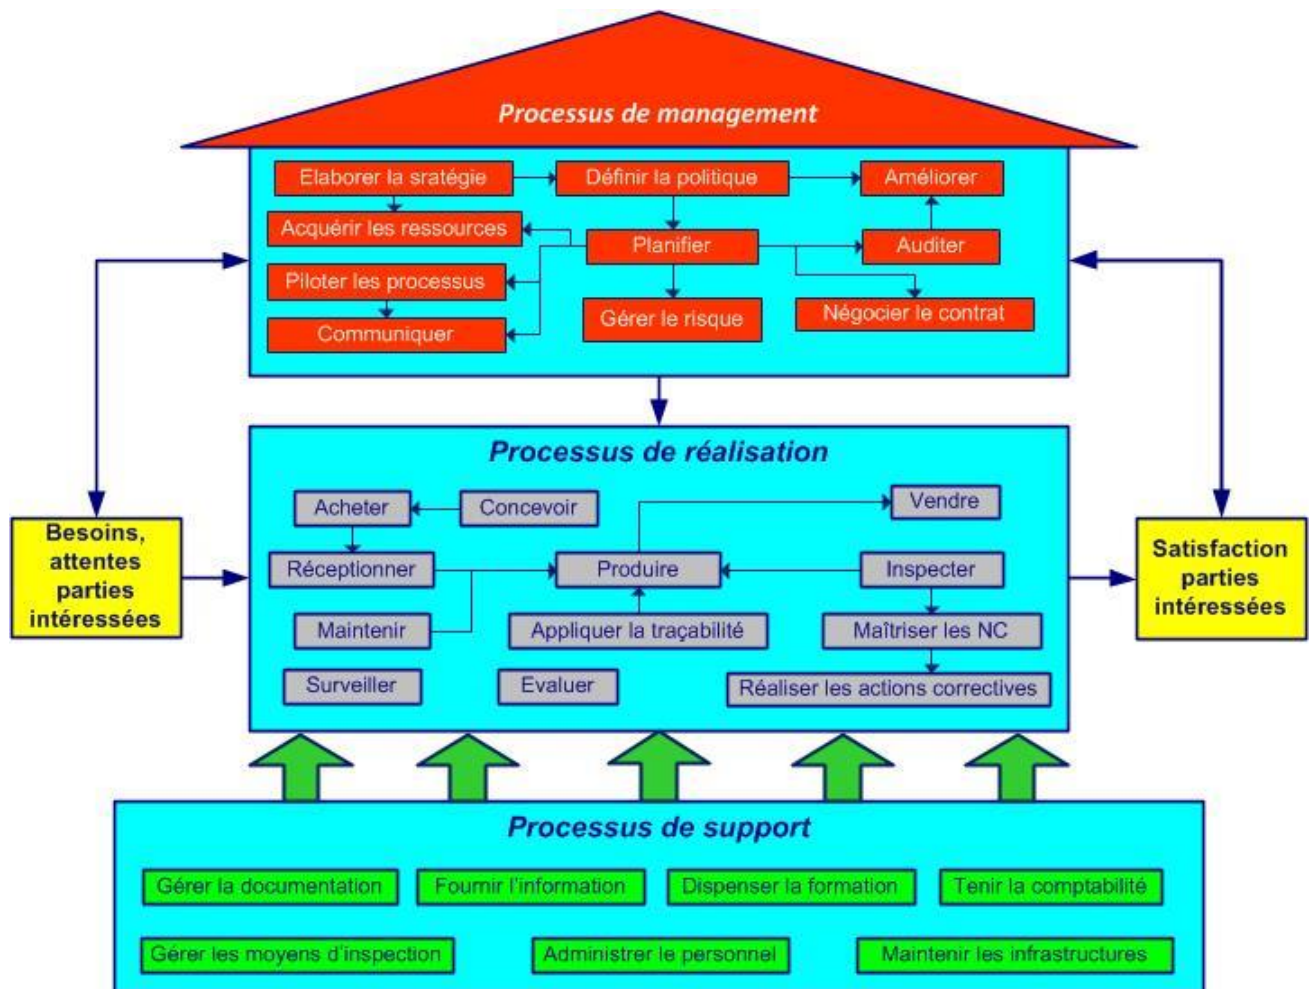 Processus de management
Elaborer la sratégie
Définir la politique
Améliorer
Acquérir les ressources
Planifier
Auditer
Piloter les processus
Gérer le risque
Négocier le contrat
Communiquer
Processus de réalisation
Acheter
Concevoir
Vendre
Besoins,
attentes
parties
intéressées
Réceptionner
Produire
Inspecter
Satisfaction
parties
intéressées
Maintenir
Appliquer la traçabilité
Maîtriser les NC
Surveiller
Evaluer
Réaliser les actions correctives
Processus de support
Gérer la documentation
Fournir l'information
Dispenser la formation
Tenir la comptabilité
Gérer les moyens d'inspection
Administrer le personnel
Maintenir les infrastructures